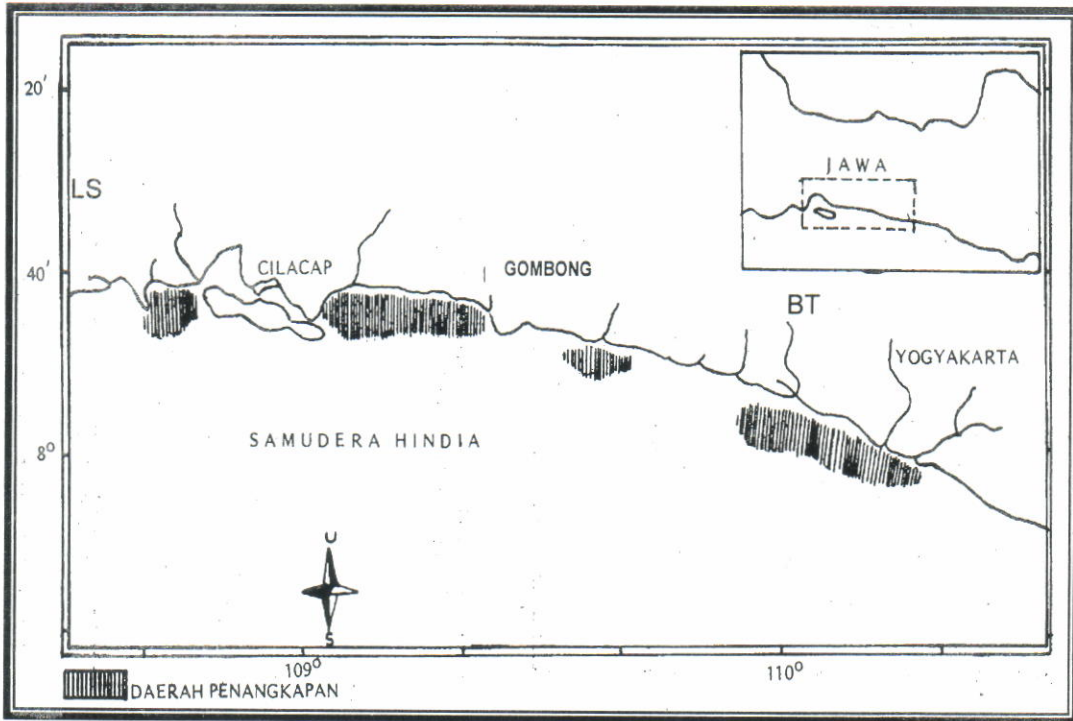 20'
JAWA
LS
40'
CILACAP
GOMBONG
BT
YOGYAKARTA
SAMUDERA HINDIA
8°
U
S
109°
110°
DAERAH PENANGKAPAN